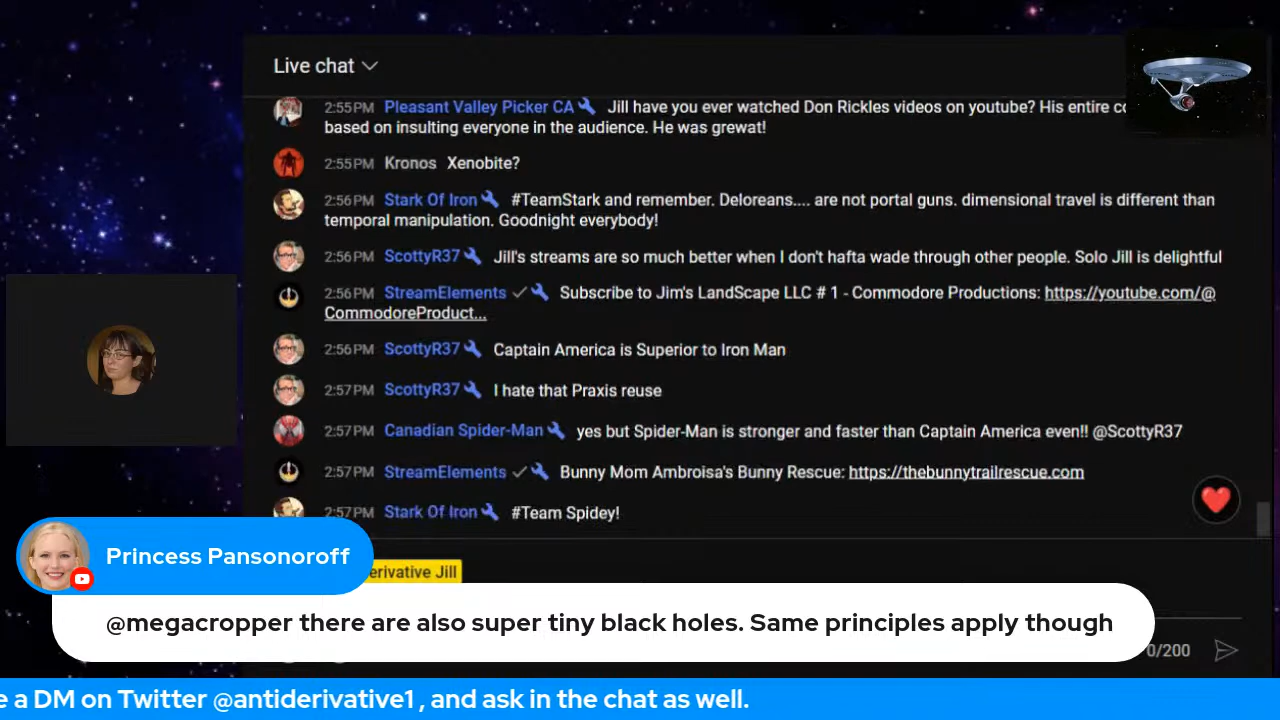 Live chat
2:55PM Pleasant Valley Picker CA Jill have you ever watched Don Rickles videos on youtube? His entire
based on insulting everyone in the audience. He was grewat!
2:55PM Kronos Xenobite?
2:56PM Stark Of Iron #TeamStark and remember. Deloreans.... are not portal guns. dimensional travel is different than
temporal manipulation. Goodnight everybody!
2:56PM ScottyR37 Jill's streams are so much better when I don't hafta wade through other people. Solo Jill is delightful
2:56PM StreamElements Subscribe to Jim's LandScape LLC # 1 - Commodore Productions: https://youtube.com/@
CommodoreProduct...
2:56PM ScottyR37 Captain America is Superior to Iron Man
2:57PM ScottyR37 I hate that Praxis reuse
2:57PM Canadian Spider-Man yes but Spider-Man is stronger and faster than Captain America even!! @ScottyR37
2:57PM StreamElements Bunny Mom Ambroisa's Bunny Rescue: https://thebunnytrailrescue.com
2:57PM Stark Of Iron #Team Spidey!
Princess Pansonoroff
erivative Jill
@megacropper there are also super tiny black holes. Same principles apply though
0/200
e a DM on Twitter @antiderivative1 , and ask in the chat as well.